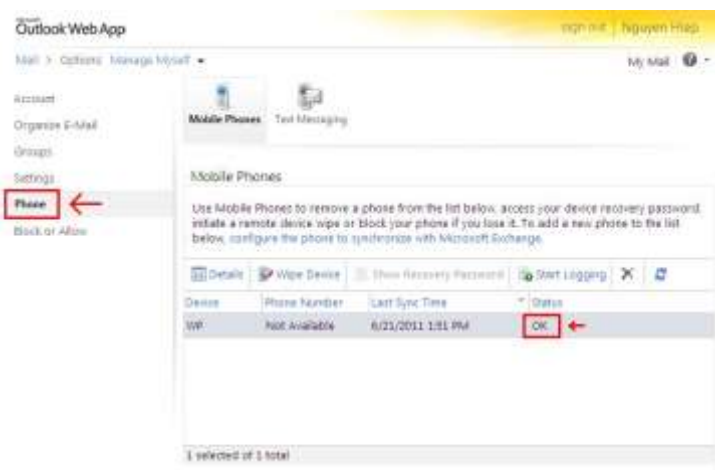 Outlook Web App
sign out | Nguyen Hiep
Mail > Options: Manage Myself
My Mail
Account
Organize E-Mail
Groups
Settings
Phone
Block or Allow
Mobile Phones
Text Messaging
Mobile Phones
Use Mobile Phones to remove a phone from the list below, access your device recovery password,
initiate a remote device wipe or block your phone if you lose it. To add a new phone to the list
below, configure the phone to synchronize with Microsoft Exchange.
Details
Wipe Device
Show Recovery Password
Start Logging
Device
Phone Number
Last Sync Time
Status
WP
Not Available
6/21/2011 1:51 PM
OK
1 selected of 1 total